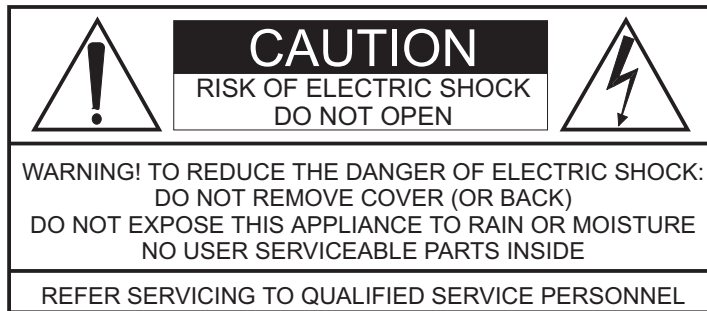 CAUTION
RISK OF ELECTRIC SHOCK
DO NOT OPEN
WARNING! TO REDUCE THE DANGER OF ELECTRIC SHOCK:
DO NOT REMOVE COVER (OR BACK)
DO NOT EXPOSE THIS APPLIANCE TO RAIN OR MOISTURE
NO USER SERVICEABLE PARTS INSIDE
REFER SERVICING TO QUALIFIED SERVICE PERSONNEL